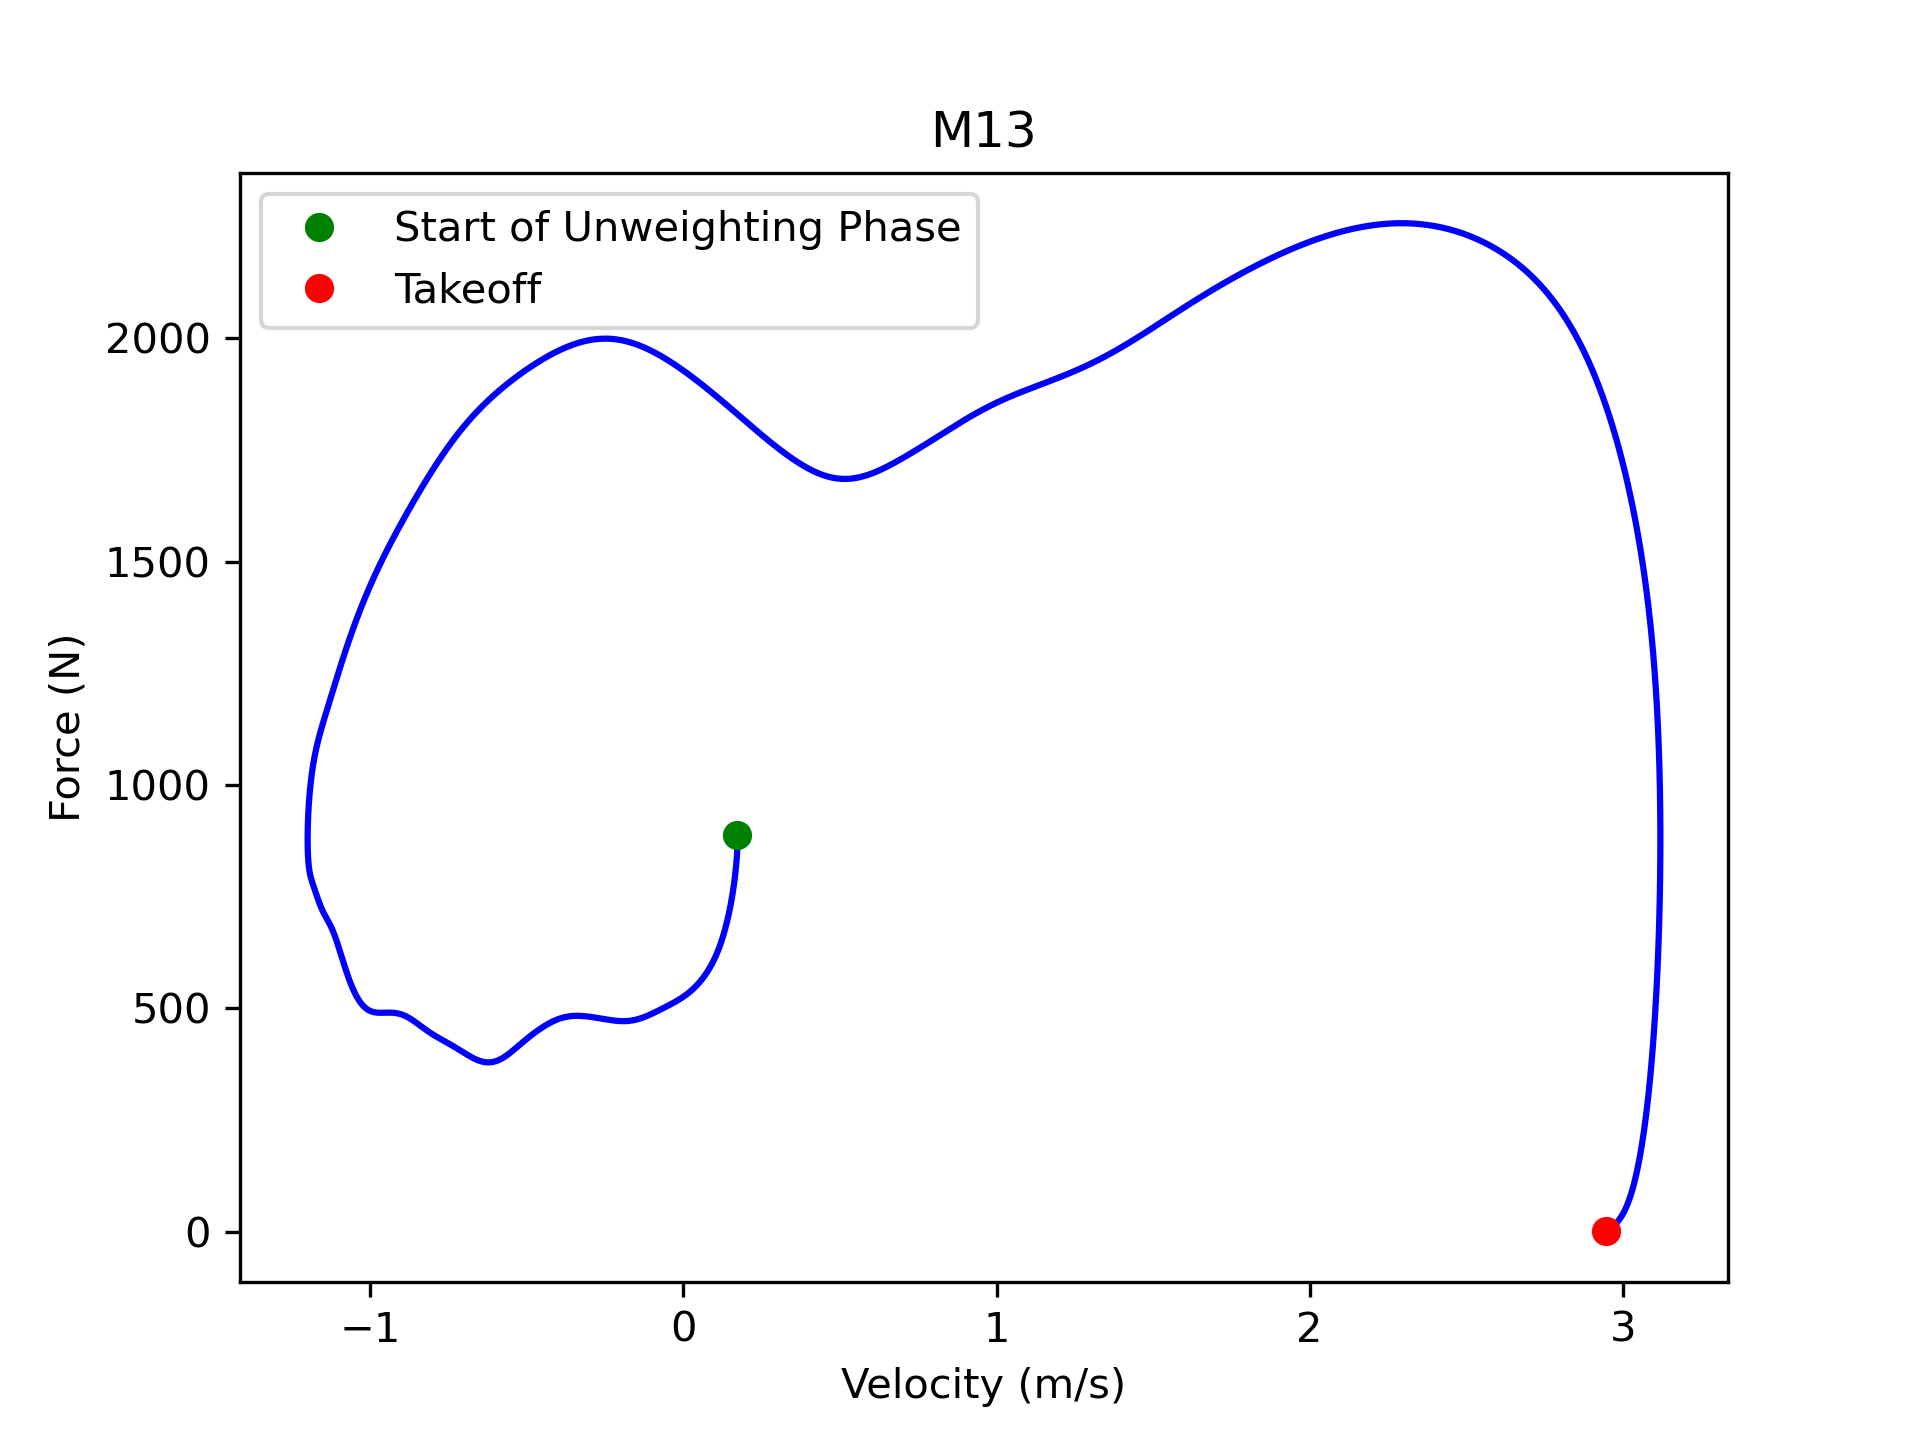 M13
Start of Unweighting Phase
Takeoff
2000
1500
1000
500
0
Force (N)
−1
0
1
2
3
Velocity (m/s)